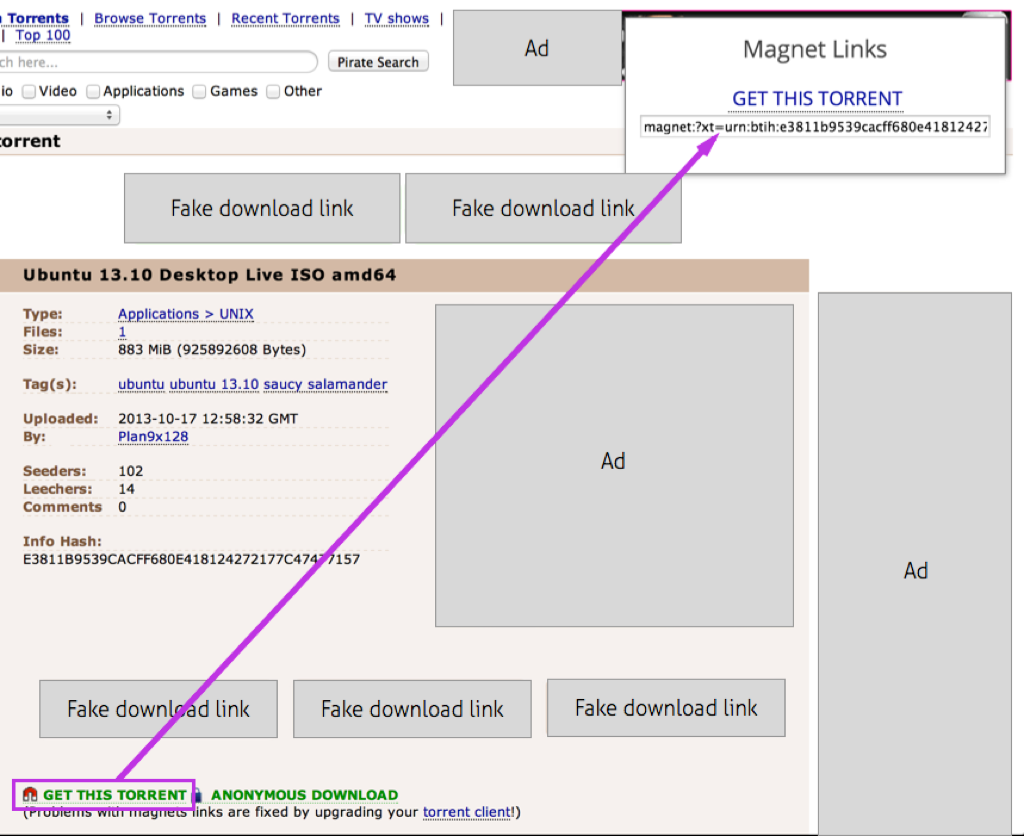 Torrents | Browse Torrents | Recent Torrents | TV shows |
| Top 100
ch here...
Pirate Search
io Video Applications Games Other
torrent
Ad
Magnet Links
GET THIS TORRENT
magnet:?xt=urn:btih:e3811b9539cacff680e41812427
Fake download link
Fake download link
Ubuntu 13.10 Desktop Live ISO amd64
Type: Applications > UNIX
Files: 1
Size: 883 MiB (925892608 Bytes)
Tag(s): ubuntu ubuntu 13.10 saucy salamander
Uploaded: 2013-10-17 12:58:32 GMT
By: Plan9x128
Seeders: 102
Leechers: 14
Comments 0
Info Hash:
E3811B9539CACFF680E418124272177C47477157
Ad
Ad
Fake download link
Fake download link
Fake download link
GET THIS TORRENT ANONYMOUS DOWNLOAD
(Problems with magnets links are fixed by upgrading your torrent client!)